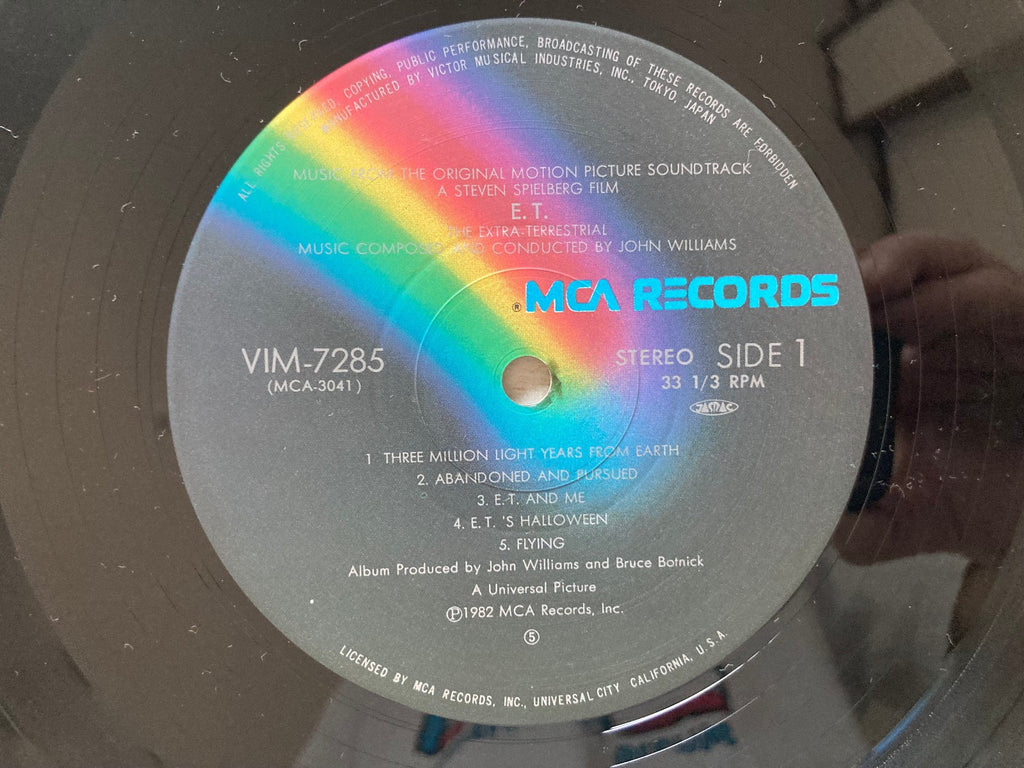 ALL RIGHTS RESERVED. COPYING, PUBLIC PERFORMANCE, BROADCASTING OF THESE RECORDS ARE FORBIDDEN
MANUFACTURED BY VICTOR MUSICAL INDUSTRIES, INC., TOKYO, JAPAN
MUSIC FROM THE ORIGINAL MOTION PICTURE SOUNDTRACK
A STEVEN SPIELBERG FILM
E.T.
THE EXTRA-TERRESTRIAL
MUSIC COMPOSED AND CONDUCTED BY JOHN WILLIAMS
® MCA RECORDS
VIM-7285
(MCA-3041)
STEREO SIDE 1
33 1/3 RPM
JASRAC
1 THREE MILLION LIGHT YEARS FROM EARTH
2. ABANDONED AND PURSUED
3. E.T. AND ME
4. E.T. 'S HALLOWEEN
5. FLYING
Album Produced by John Williams and Bruce Botnick
A Universal Picture
Ⓟ1982 MCA Records, Inc.
⑤
LICENSED BY MCA RECORDS, INC., UNIVERSAL CITY CALIFORNIA, U.S.A.